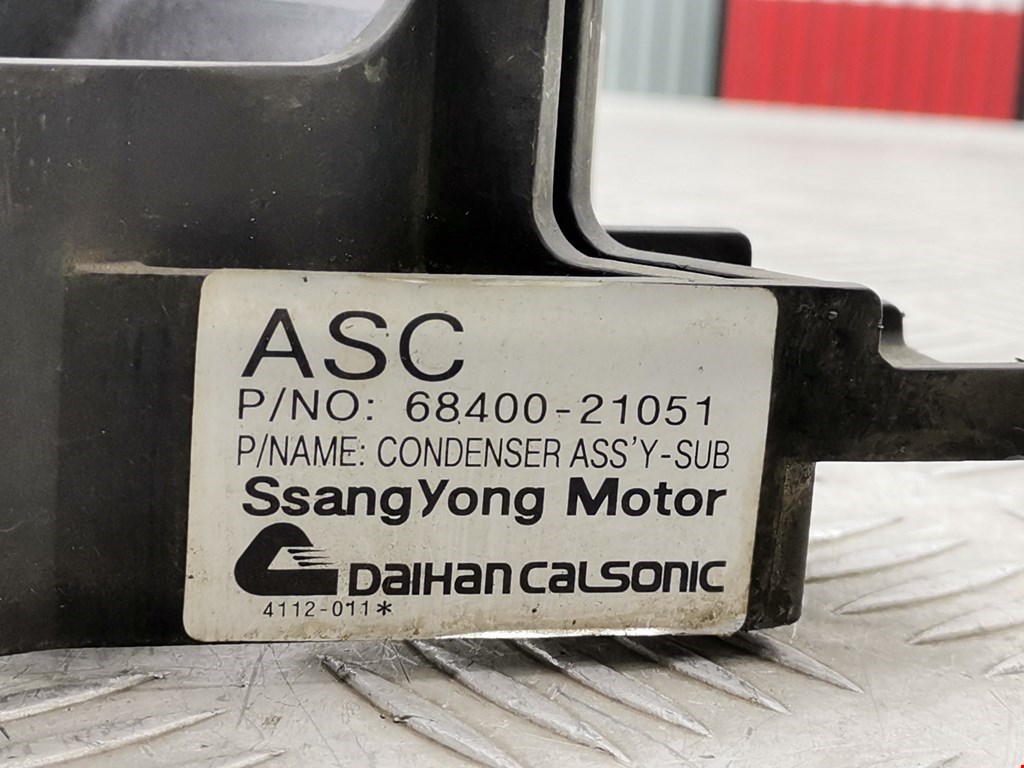 ASC
P/NO: 68400-21051
P/NAME: CONDENSER ASS'Y-SUB
SsangYong Motor
DAIHAN CALSONIC
4112-011*